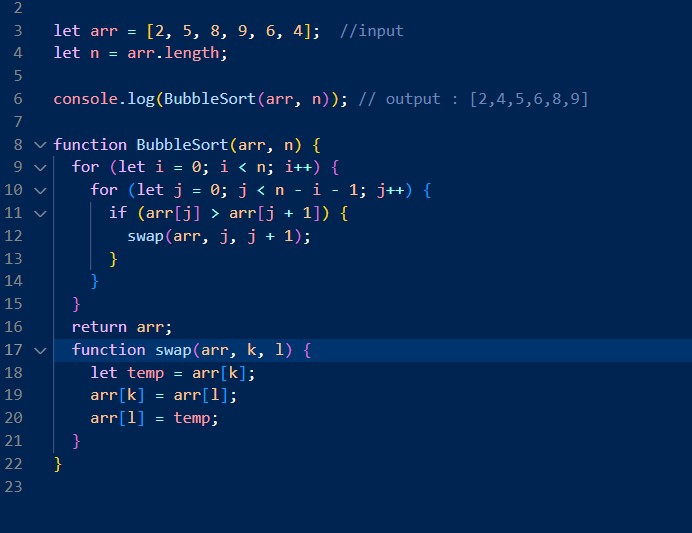 2
3 let arr = [2, 5, 8, 9, 6, 4];  //input
4 let n = arr.length;
5
6 console.log(BubbleSort(arr, n)); // output : [2,4,5,6,8,9]
7
8 function BubbleSort(arr, n) {
9   for (let i = 0; i < n; i++) {
10     for (let j = 0; j < n - i - 1; j++) {
11       if (arr[j] > arr[j + 1]) {
12         swap(arr, j, j + 1);
13       }
14     }
15   }
16   return arr;
17   function swap(arr, k, l) {
18     let temp = arr[k];
19     arr[k] = arr[l];
20     arr[l] = temp;
21   }
22 }
23